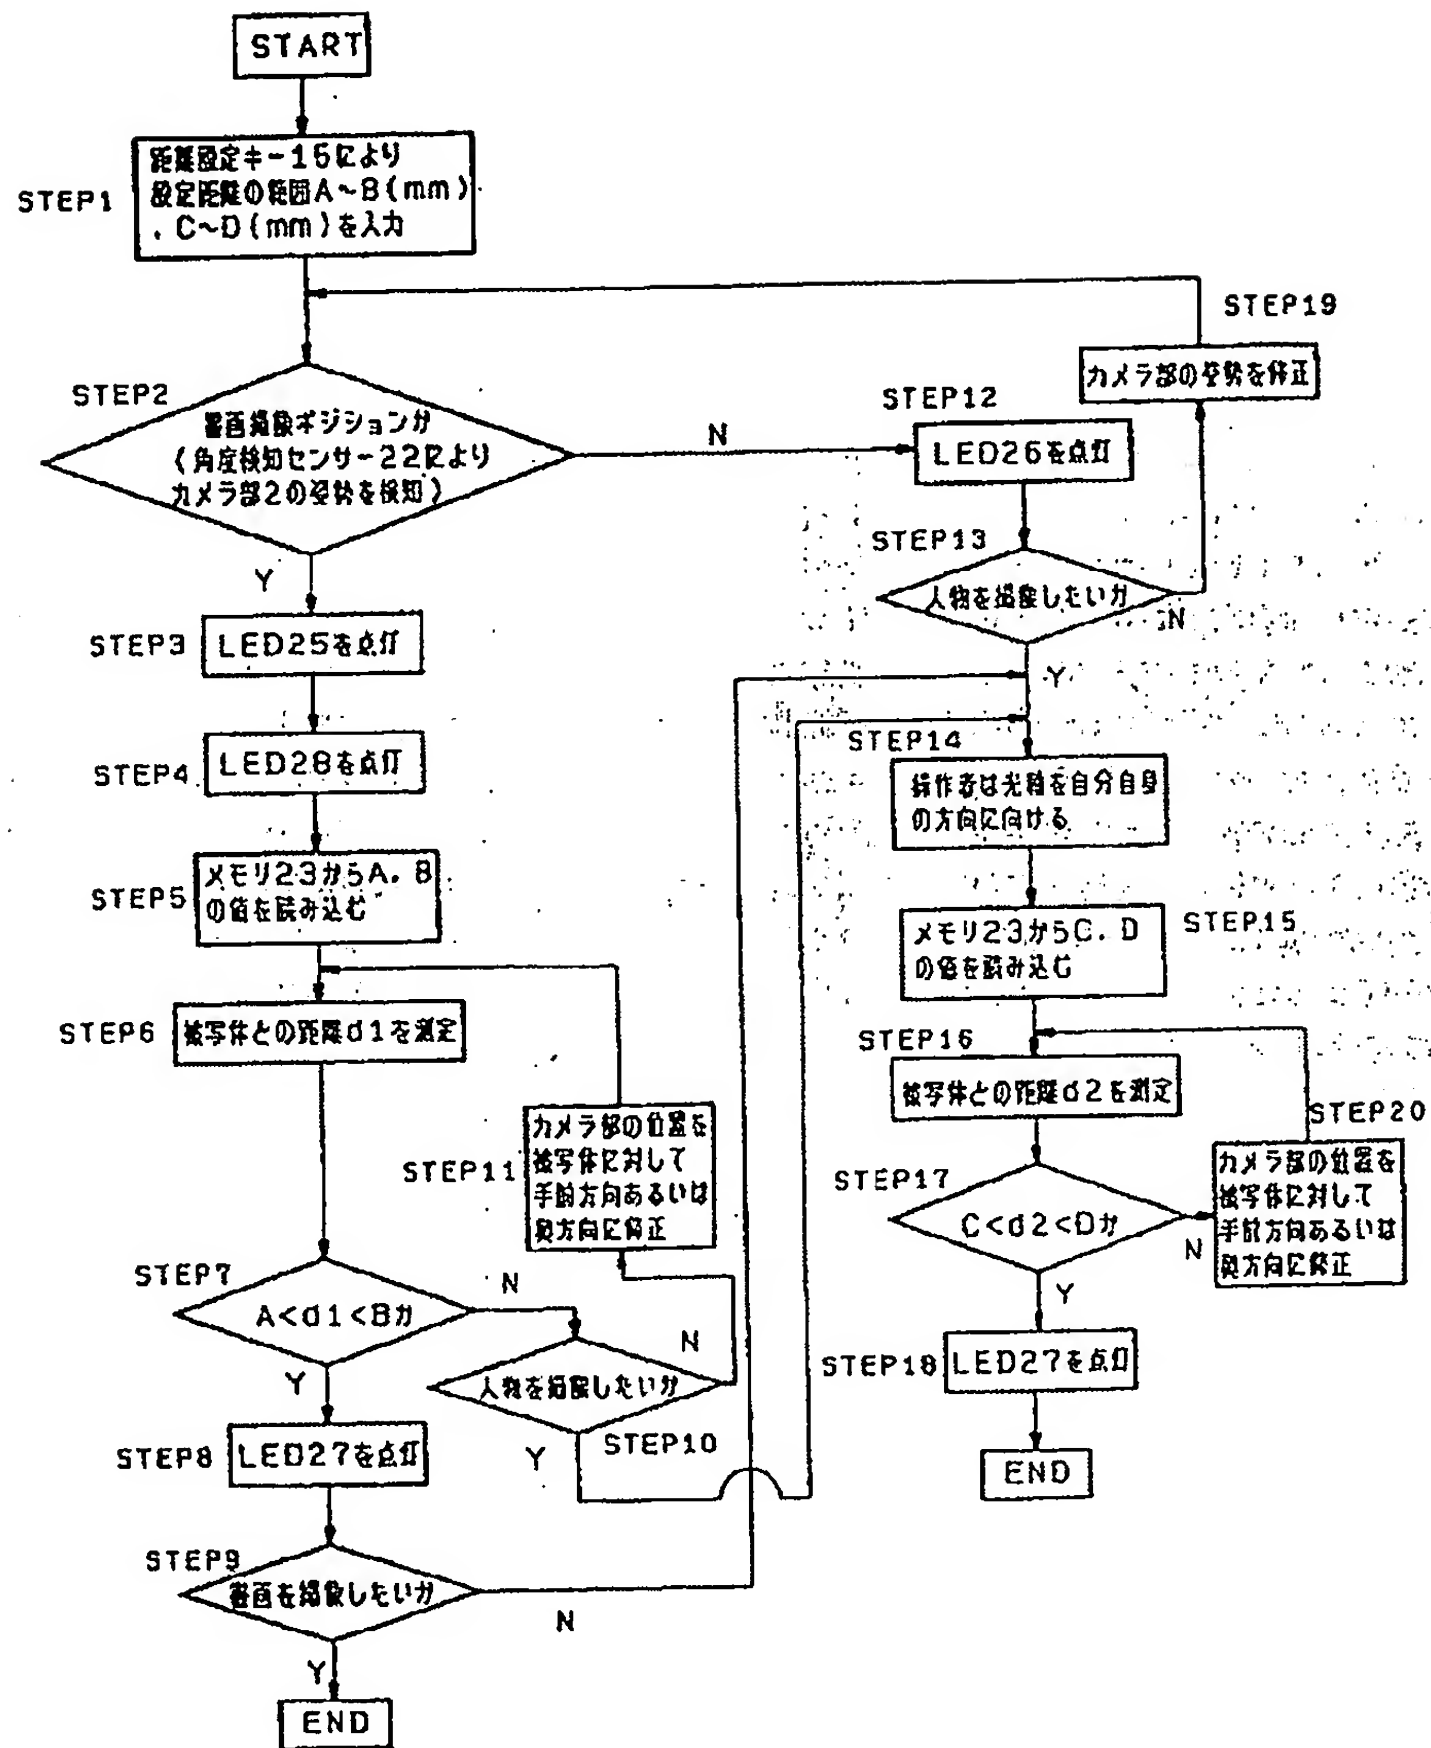 START
STEP1
距離設定キー15により
設定距離の範囲A~B(mm)
,C~D(mm)を入力
STEP2
書画撮像ポジションか
(角度検知センサー22により
カメラ部2の姿勢を検知)
Y
N
STEP3
LED25を点灯
STEP4
LED28を点灯
STEP5
メモリ23からA,B
の値を読み込む
STEP6
被写体との距離d1を測定
STEP7
A<d1<Bか
N
Y
STEP8
LED27を点灯
STEP9
書画を撮像したいか
N
Y
END
STEP10
人物を撮像したいか
N
Y
STEP11
カメラ部の位置を
被写体に対して
手前方向あるいは
奥方向に修正
STEP12
LED26を点灯
STEP13
人物を撮像したいか
N
Y
STEP19
カメラ部の姿勢を修正
STEP14
操作者は光軸を自分自身
の方向に向ける
STEP15
メモリ23からC,D
の値を読み込む
STEP16
被写体との距離d2を測定
STEP17
C<d2<Dか
N
Y
STEP20
カメラ部の位置を
被写体に対して
手前方向あるいは
奥方向に修正
STEP18
LED27を点灯
END